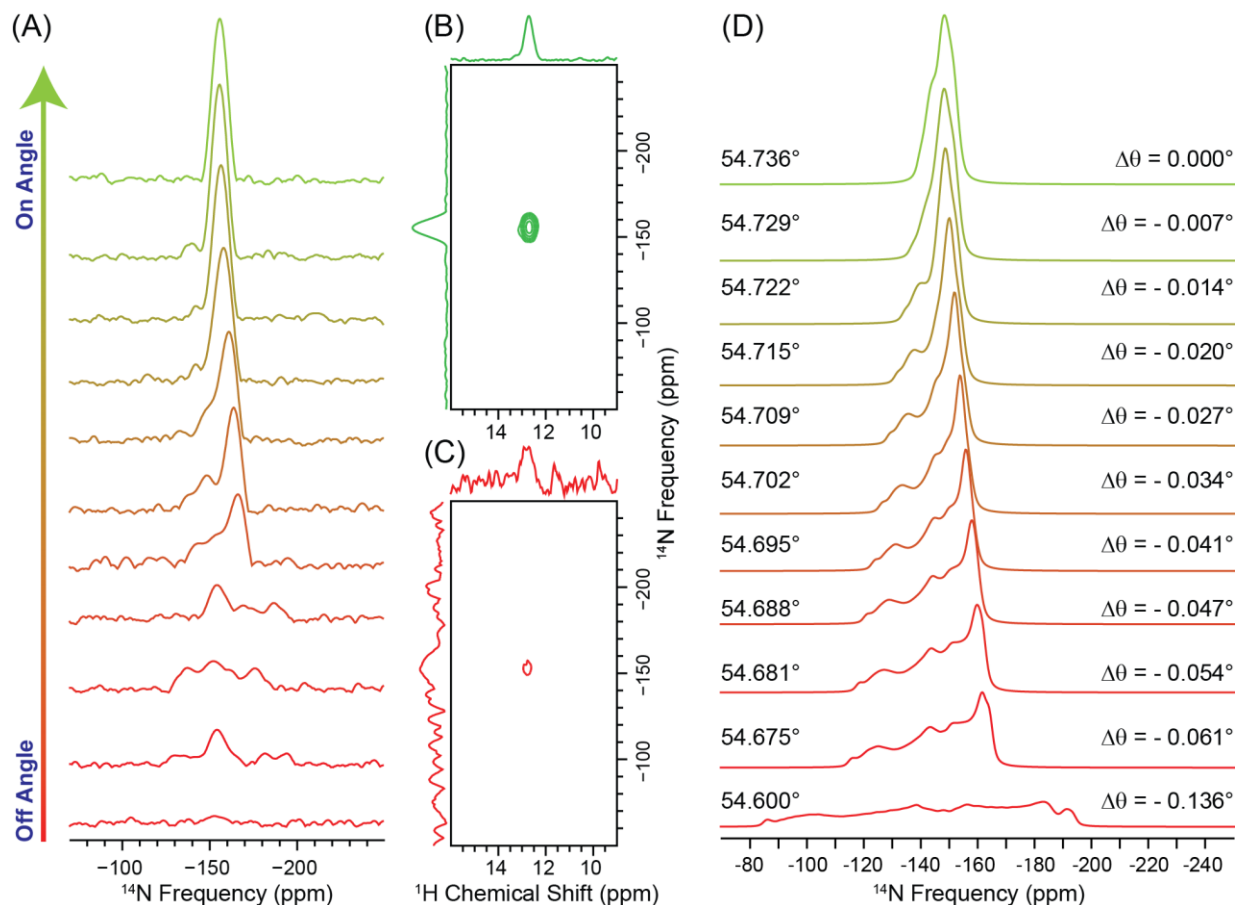 (A)
On Angle
Off Angle
−100
−150
−200
¹⁴N Frequency (ppm)
(B)
−200
−150
−100
14
12
10
(C)
−200
−150
−100
14
12
10
¹H Chemical Shift (ppm)
¹⁴N Frequency (ppm)
(D)
54.736° Δθ = 0.000°
54.729° Δθ = - 0.007°
54.722° Δθ = - 0.014°
54.715° Δθ = - 0.020°
54.709° Δθ = - 0.027°
54.702° Δθ = - 0.034°
54.695° Δθ = - 0.041°
54.688° Δθ = - 0.047°
54.681° Δθ = - 0.054°
54.675° Δθ = - 0.061°
54.600° Δθ = - 0.136°
-80 -100 -120 -140 -160 -180 -200 -220 -240
¹⁴N Frequency (ppm)